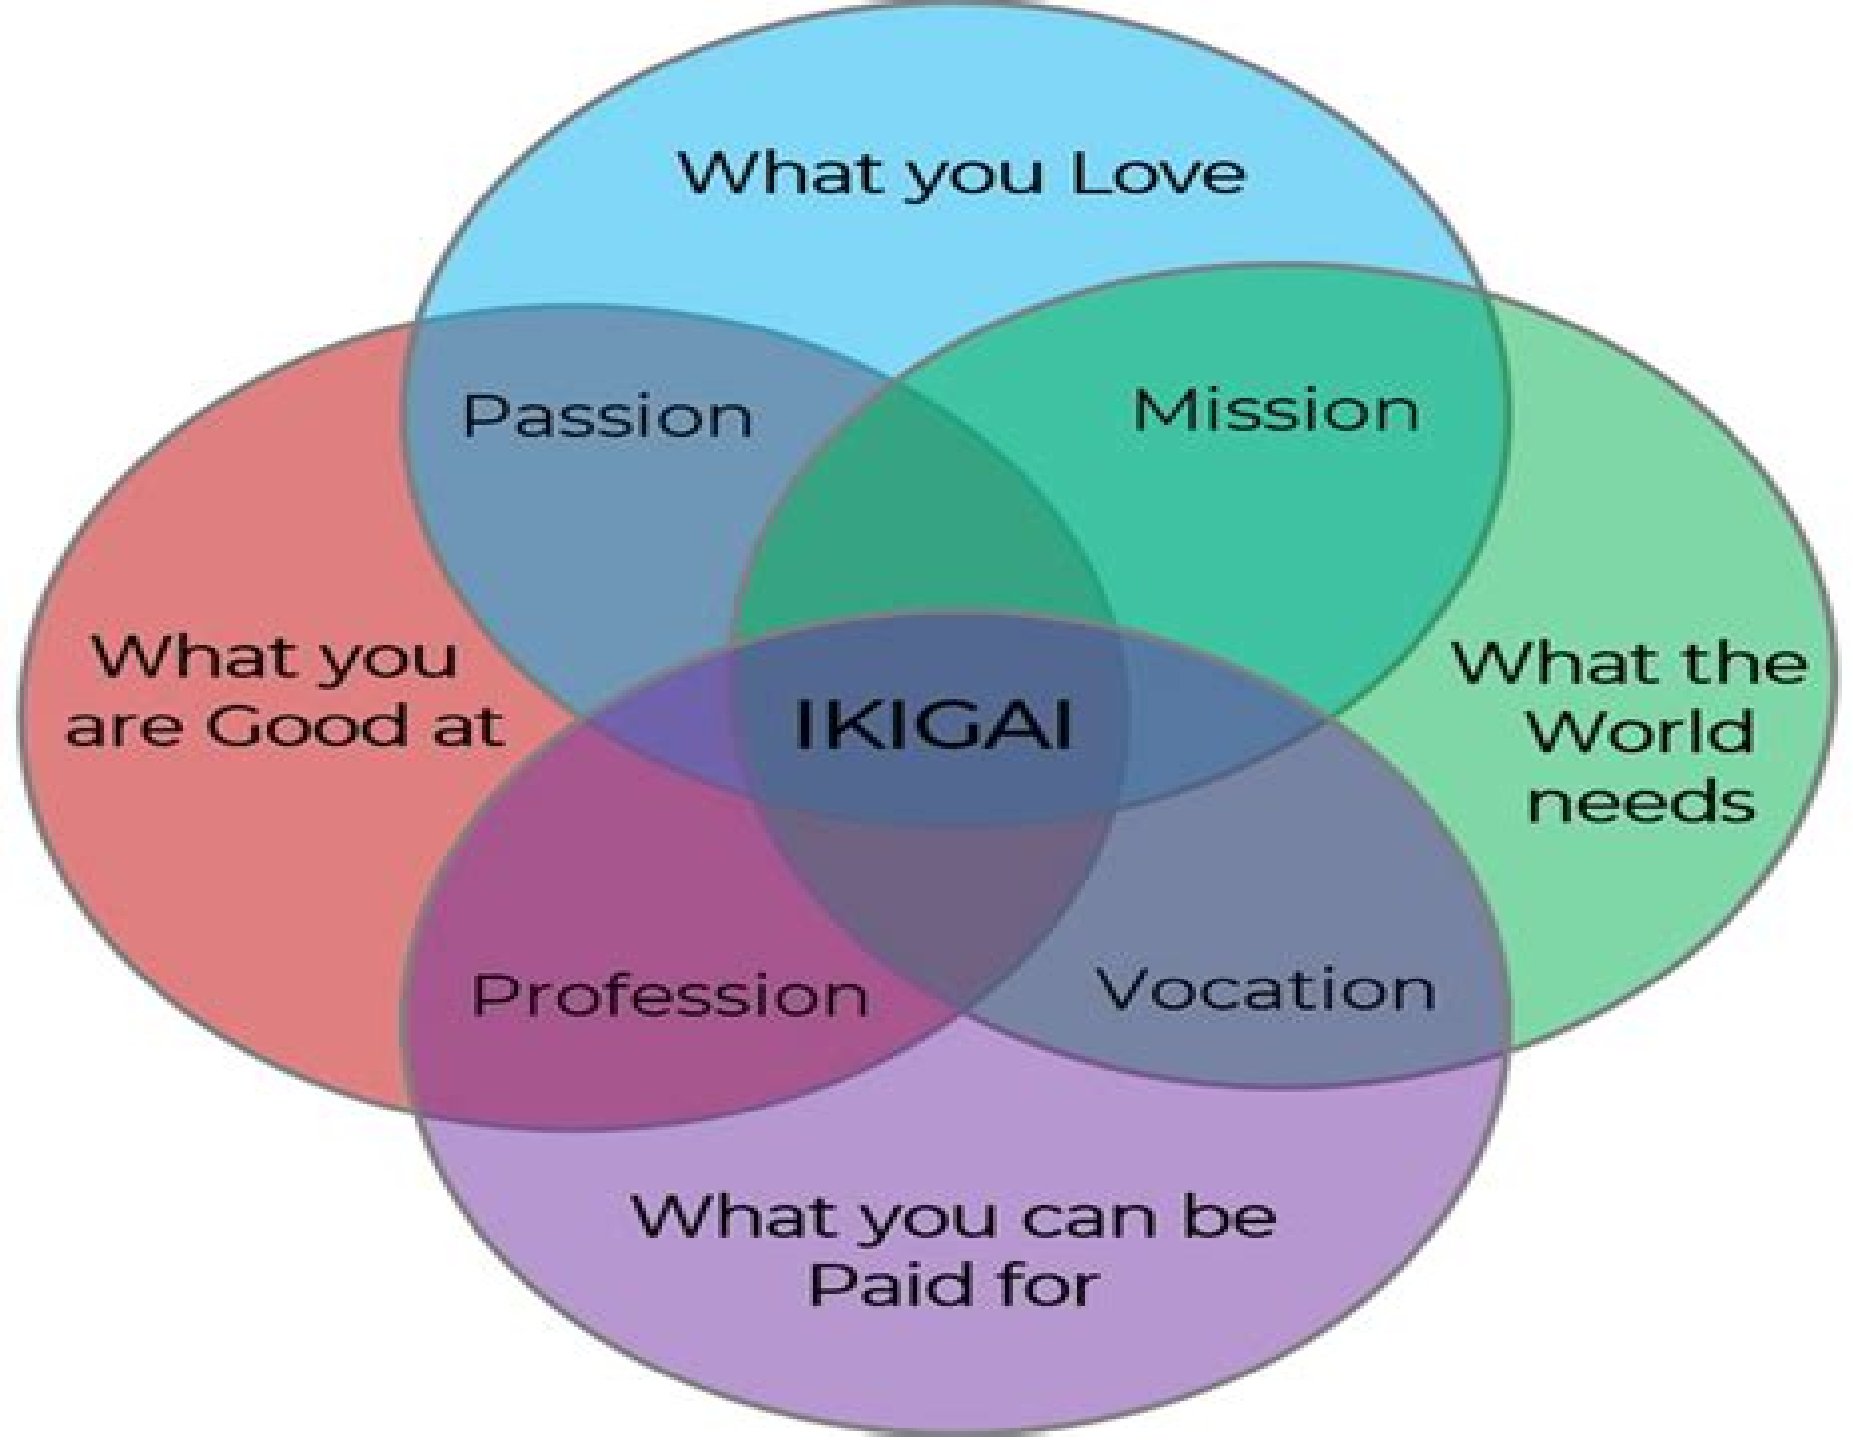 What you Love
Passion
Mission
What you
are Good at
IKIGAI
What the
World
needs
Profession
Vocation
What you can be
Paid for